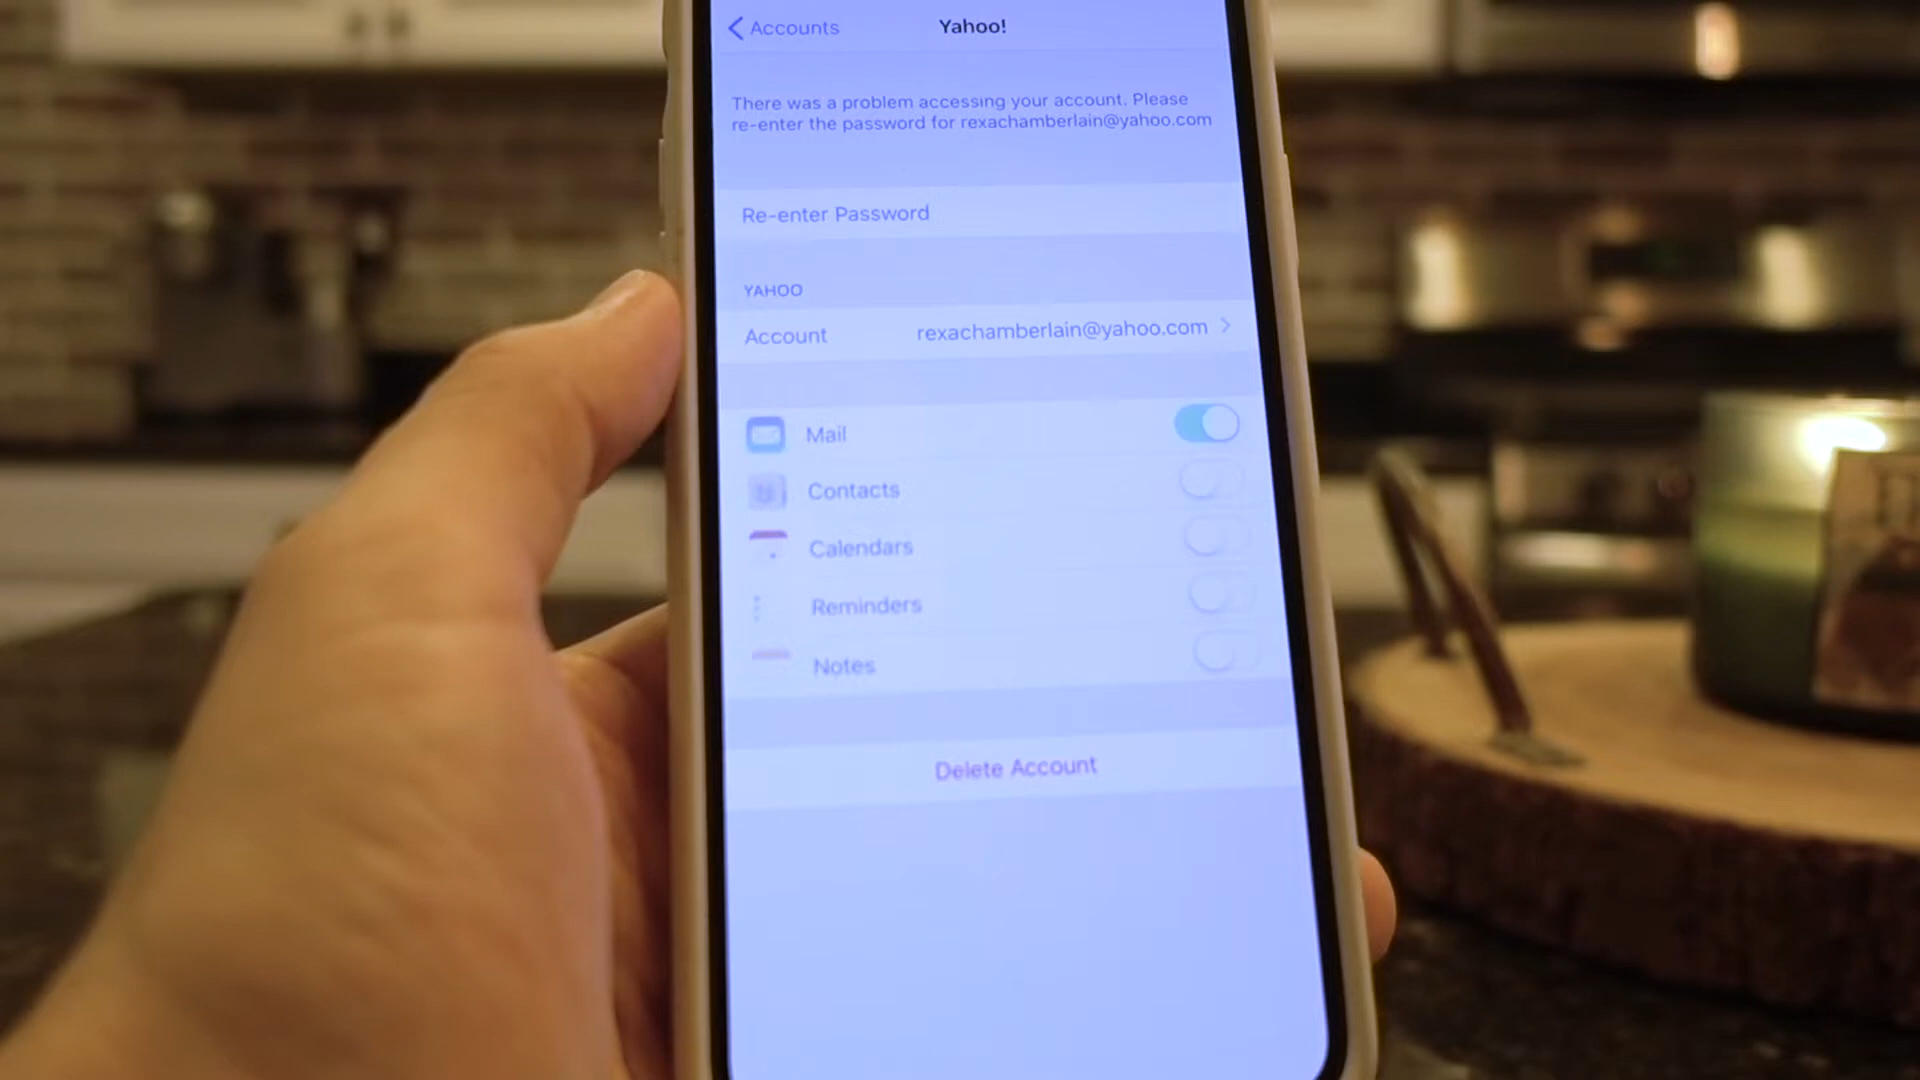 Accounts
Yahoo!
There was a problem accessing your account. Please
re-enter the password for rexachamberlain@yahoo.com
Re-enter Password
YAHOO
Account
rexachamberlain@yahoo.com
Mail
Contacts
Calendars
Reminders
Notes
Delete Account